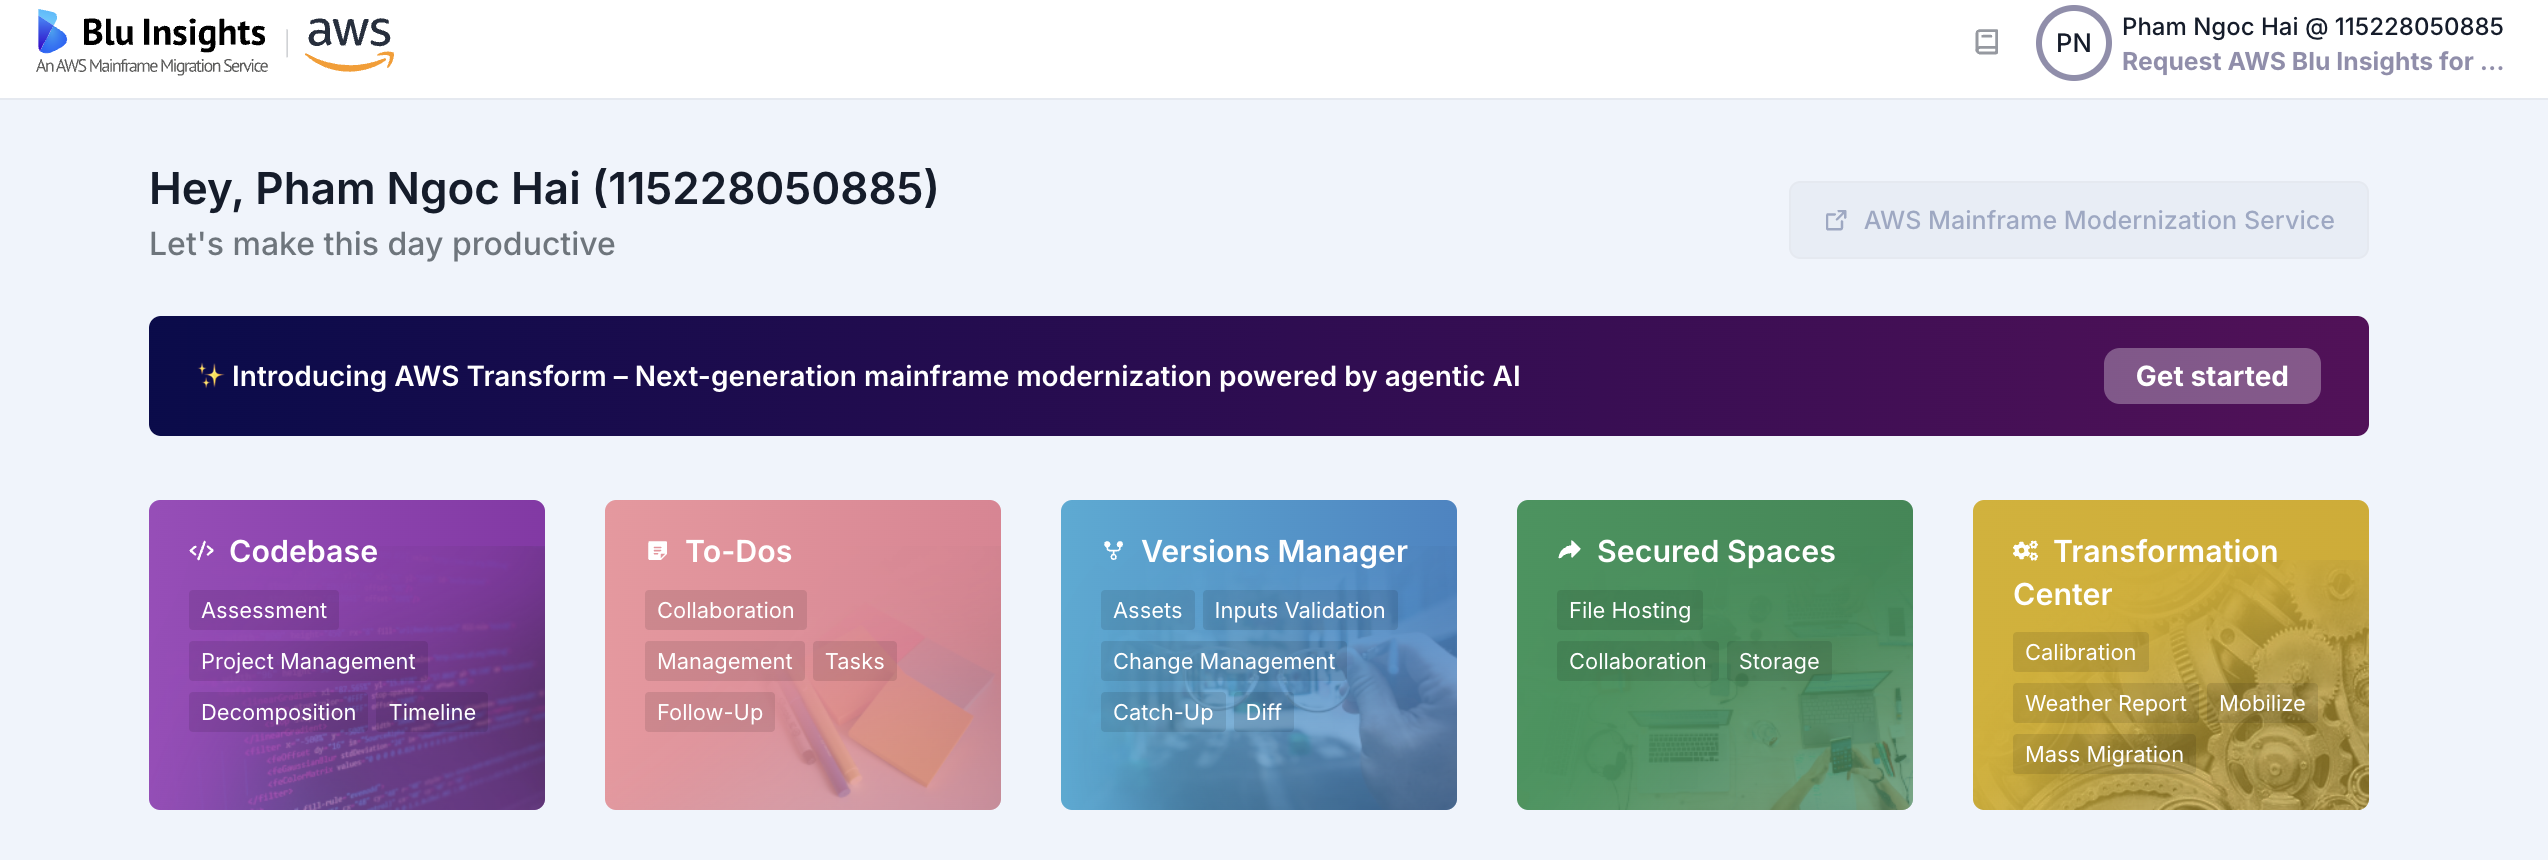 Blu Insights
An AWS Mainframe Migration Service
aws
PN
Pham Ngoc Hai @ 115228050885
Request AWS Blu Insights for ...
Hey, Pham Ngoc Hai (115228050885)
Let's make this day productive
AWS Mainframe Modernization Service
✨ Introducing AWS Transform – Next-generation mainframe modernization powered by agentic AI
Get started
Codebase
Assessment
Project Management
Decomposition Timeline
To-Dos
Collaboration
Management Tasks
Follow-Up
Versions Manager
Assets Inputs Validation
Change Management
Catch-Up Diff
Secured Spaces
File Hosting
Collaboration Storage
Transformation
Center
Calibration
Weather Report Mobilize
Mass Migration